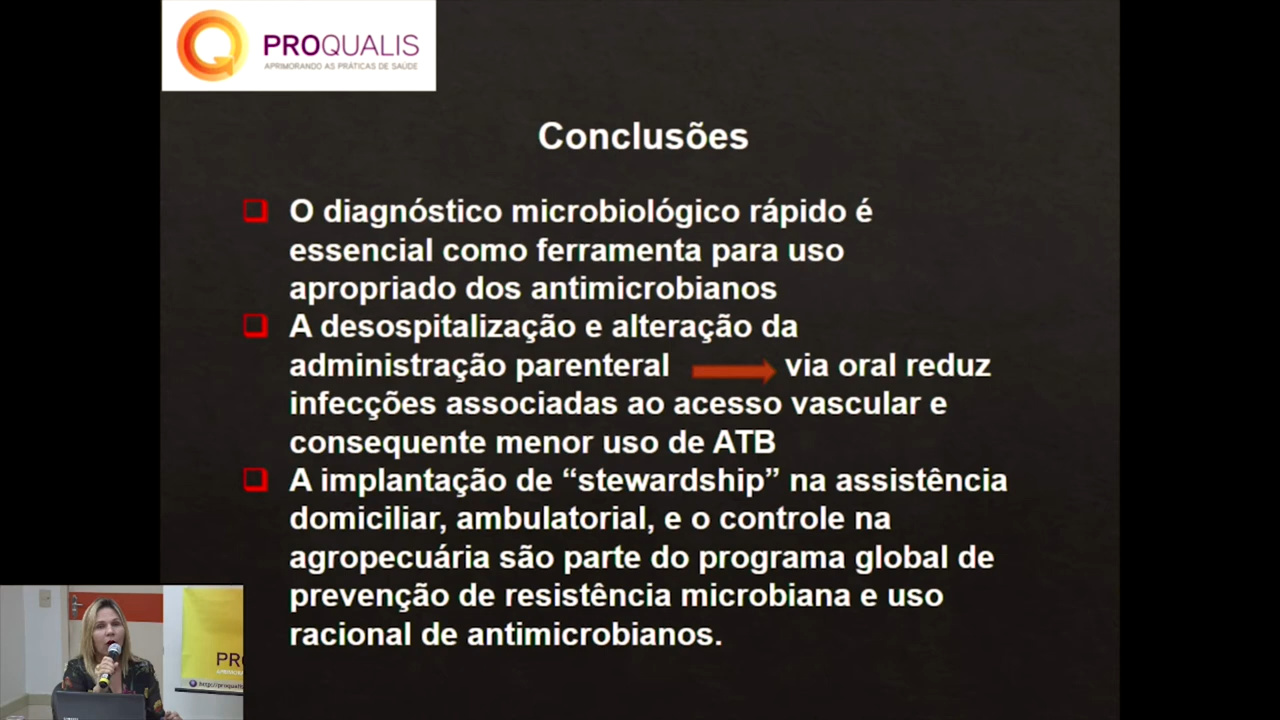 PROQUALIS
APRIMORANDO AS PRÁTICAS DE SAÚDE
Conclusões
O diagnóstico microbiológico rápido é
essencial como ferramenta para uso
apropriado dos antimicrobianos
A desospitalização e alteração da
administração parenteral via oral reduz
infecções associadas ao acesso vascular e
consequente menor uso de ATB
A implantação de “stewardship” na assistência
domiciliar, ambulatorial, e o controle na
agropecuária são parte do programa global de
prevenção de resistência microbiana e uso
racional de antimicrobianos.
PRO